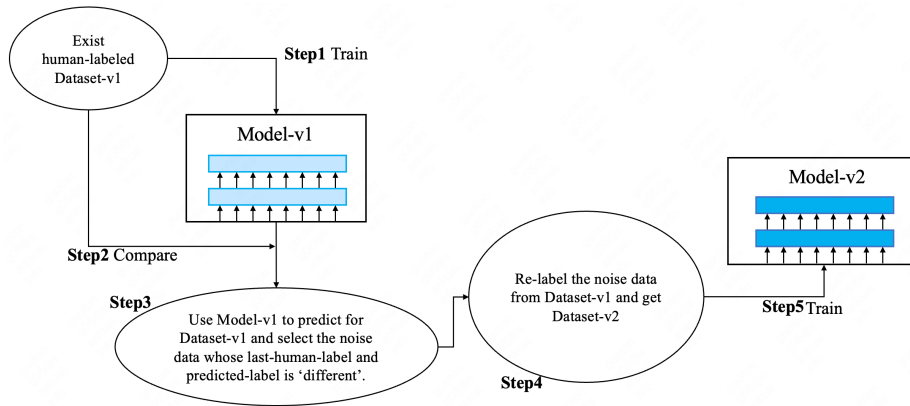 Exist
human-labeled
Dataset-v1
Step1 Train
Model-v1
Step2 Compare
Step3
Use Model-v1 to predict for
Dataset-v1 and select the noise
data whose last-human-label and
predicted-label is ‘different’.
Re-label the noise data
from Dataset-v1 and get
Dataset-v2
Step4
Model-v2
Step5 Train